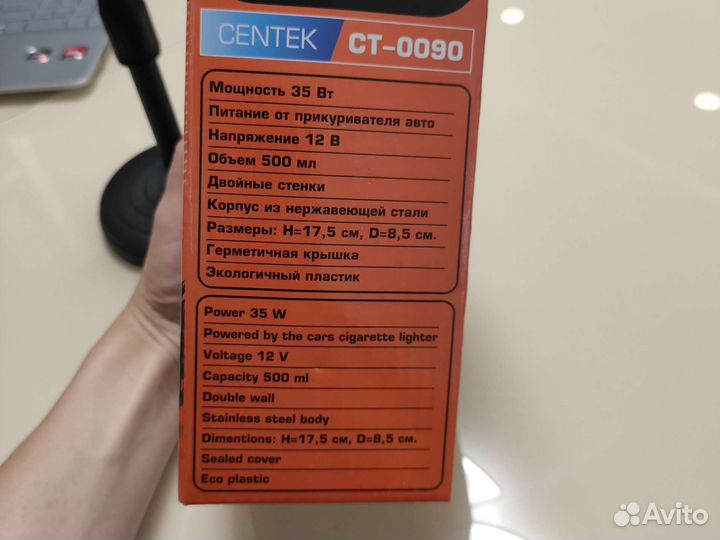 CENTEK CT-0090
Мощность 35 Вт
Питание от прикуривателя авто
Напряжение 12 В
Объем 500 мл
Двойные стенки
Корпус из нержавеющей стали
Размеры: H=17,5 см, D=8,5 см.
Герметичная крышка
Экологичный пластик
Power 35 W
Powered by the cars cigarette lighter
Voltage 12 V
Capacity 500 ml
Double wall
Stainless steel body
Dimentions: H=17,5 см, D=8,5 см.
Sealed cover
Eco plastic
Avito